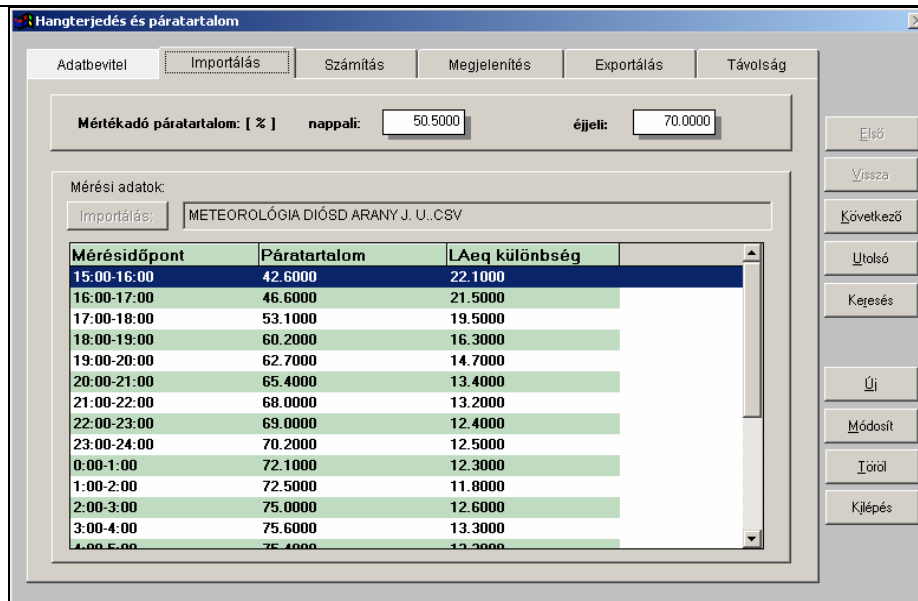 Hangterjedés és páratartalom
Adatbevitel Importálás Számítás Megjelenítés Exportálás Távolság
Mértékadó páratartalom: [ % ] nappali: 50.5000 éjjeli: 70.0000
Mérési adatok:
Importálás: METEOROLÓGIA DIÓSD ARANY J. U..CSV
Mérésidőpont Páratartalom LAeq különbség
15:00-16:00 42.6000 22.1000
16:00-17:00 46.6000 21.5000
17:00-18:00 53.1000 19.5000
18:00-19:00 60.2000 16.3000
19:00-20:00 62.7000 14.7000
20:00-21:00 65.4000 13.4000
21:00-22:00 68.0000 13.2000
22:00-23:00 69.0000 12.4000
23:00-24:00 70.2000 12.5000
0:00-1:00 72.1000 12.3000
1:00-2:00 72.5000 11.8000
2:00-3:00 75.0000 12.6000
3:00-4:00 75.6000 13.3000
4:00-5:00 75.4000
Első
Vissza
Következő
Utolsó
Keresés
Új
Módosít
Töröl
Kilépés